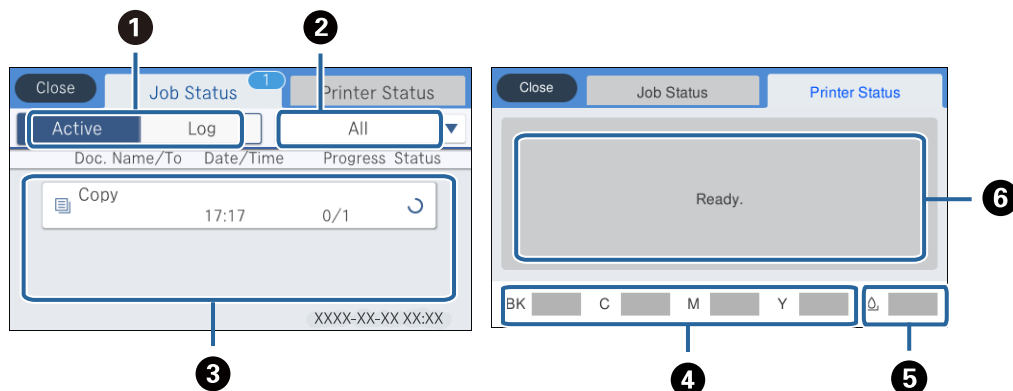 1 2
Close Job Status 1 Printer Status
Active Log All
Doc. Name/To Date/Time Progress Status
Copy
17:17 0/1
XXXX-XX-XX XX:XX
3
Close Job Status Printer Status
Ready.
6
BK C M Y
4 5